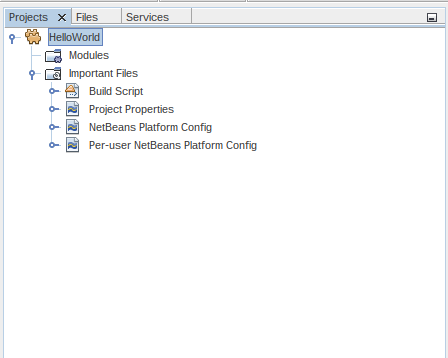 Projects Files Services
HelloWorld
Modules
Important Files
Build Script
Project Properties
NetBeans Platform Config
Per-user NetBeans Platform Config